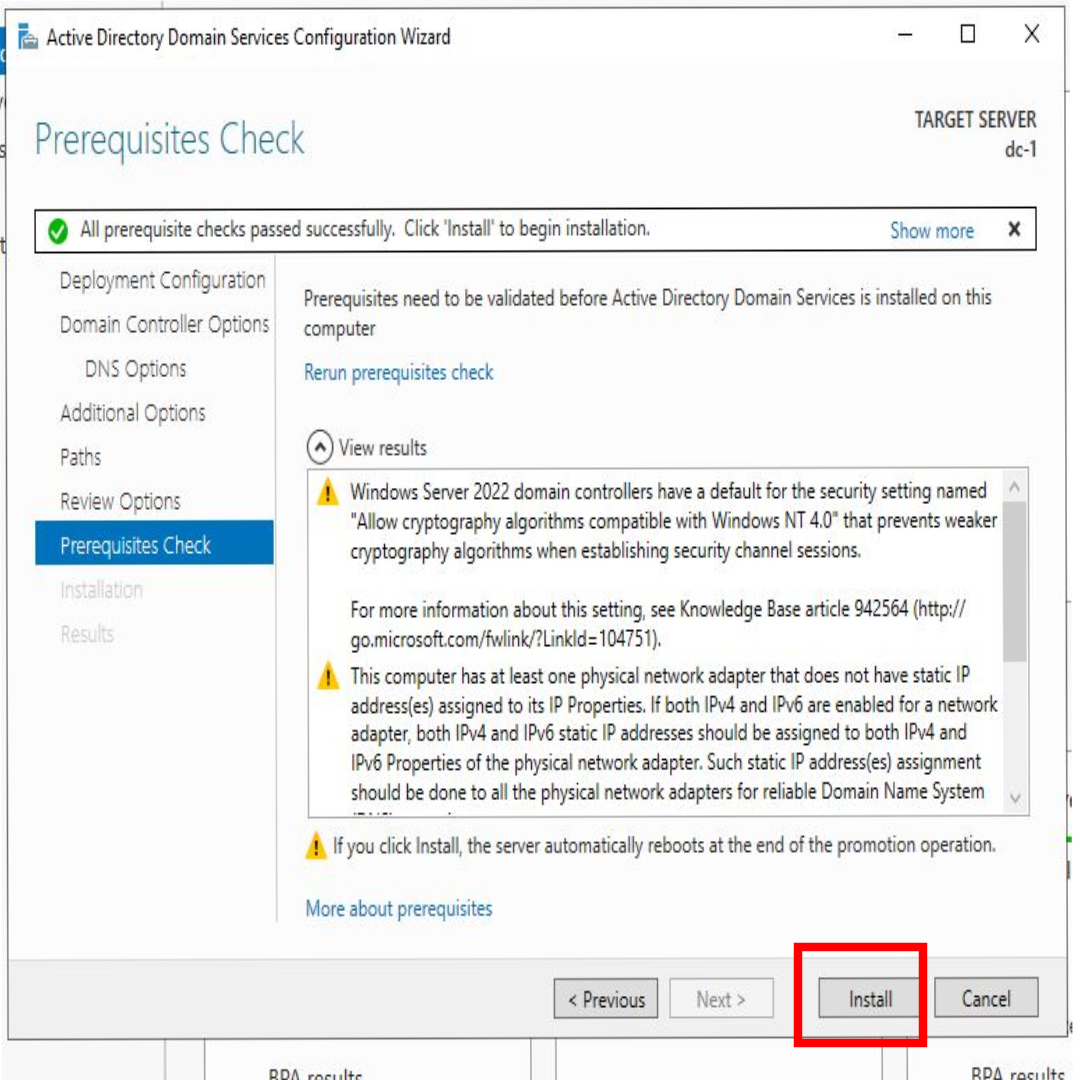 Active Directory Domain Services Configuration Wizard
Prerequisites Check
TARGET SERVER
dc-1
All prerequisite checks passed successfully. Click 'Install' to begin installation.
Show more
Deployment Configuration
Domain Controller Options
DNS Options
Additional Options
Paths
Review Options
Prerequisites Check
Installation
Results
Prerequisites need to be validated before Active Directory Domain Services is installed on this
computer
Rerun prerequisites check
View results
Windows Server 2022 domain controllers have a default for the security setting named
"Allow cryptography algorithms compatible with Windows NT 4.0" that prevents weaker
cryptography algorithms when establishing security channel sessions.
For more information about this setting, see Knowledge Base article 942564 (http://
go.microsoft.com/fwlink/?LinkId=104751).
This computer has at least one physical network adapter that does not have static IP
address(es) assigned to its IP Properties. If both IPv4 and IPv6 are enabled for a network
adapter, both IPv4 and IPv6 static IP addresses should be assigned to both IPv4 and
IPv6 Properties of the physical network adapter. Such static IP address(es) assignment
should be done to all the physical network adapters for reliable Domain Name System
If you click Install, the server automatically reboots at the end of the promotion operation.
More about prerequisites
< Previous
Next >
Install
Cancel
BPA results
BPA results